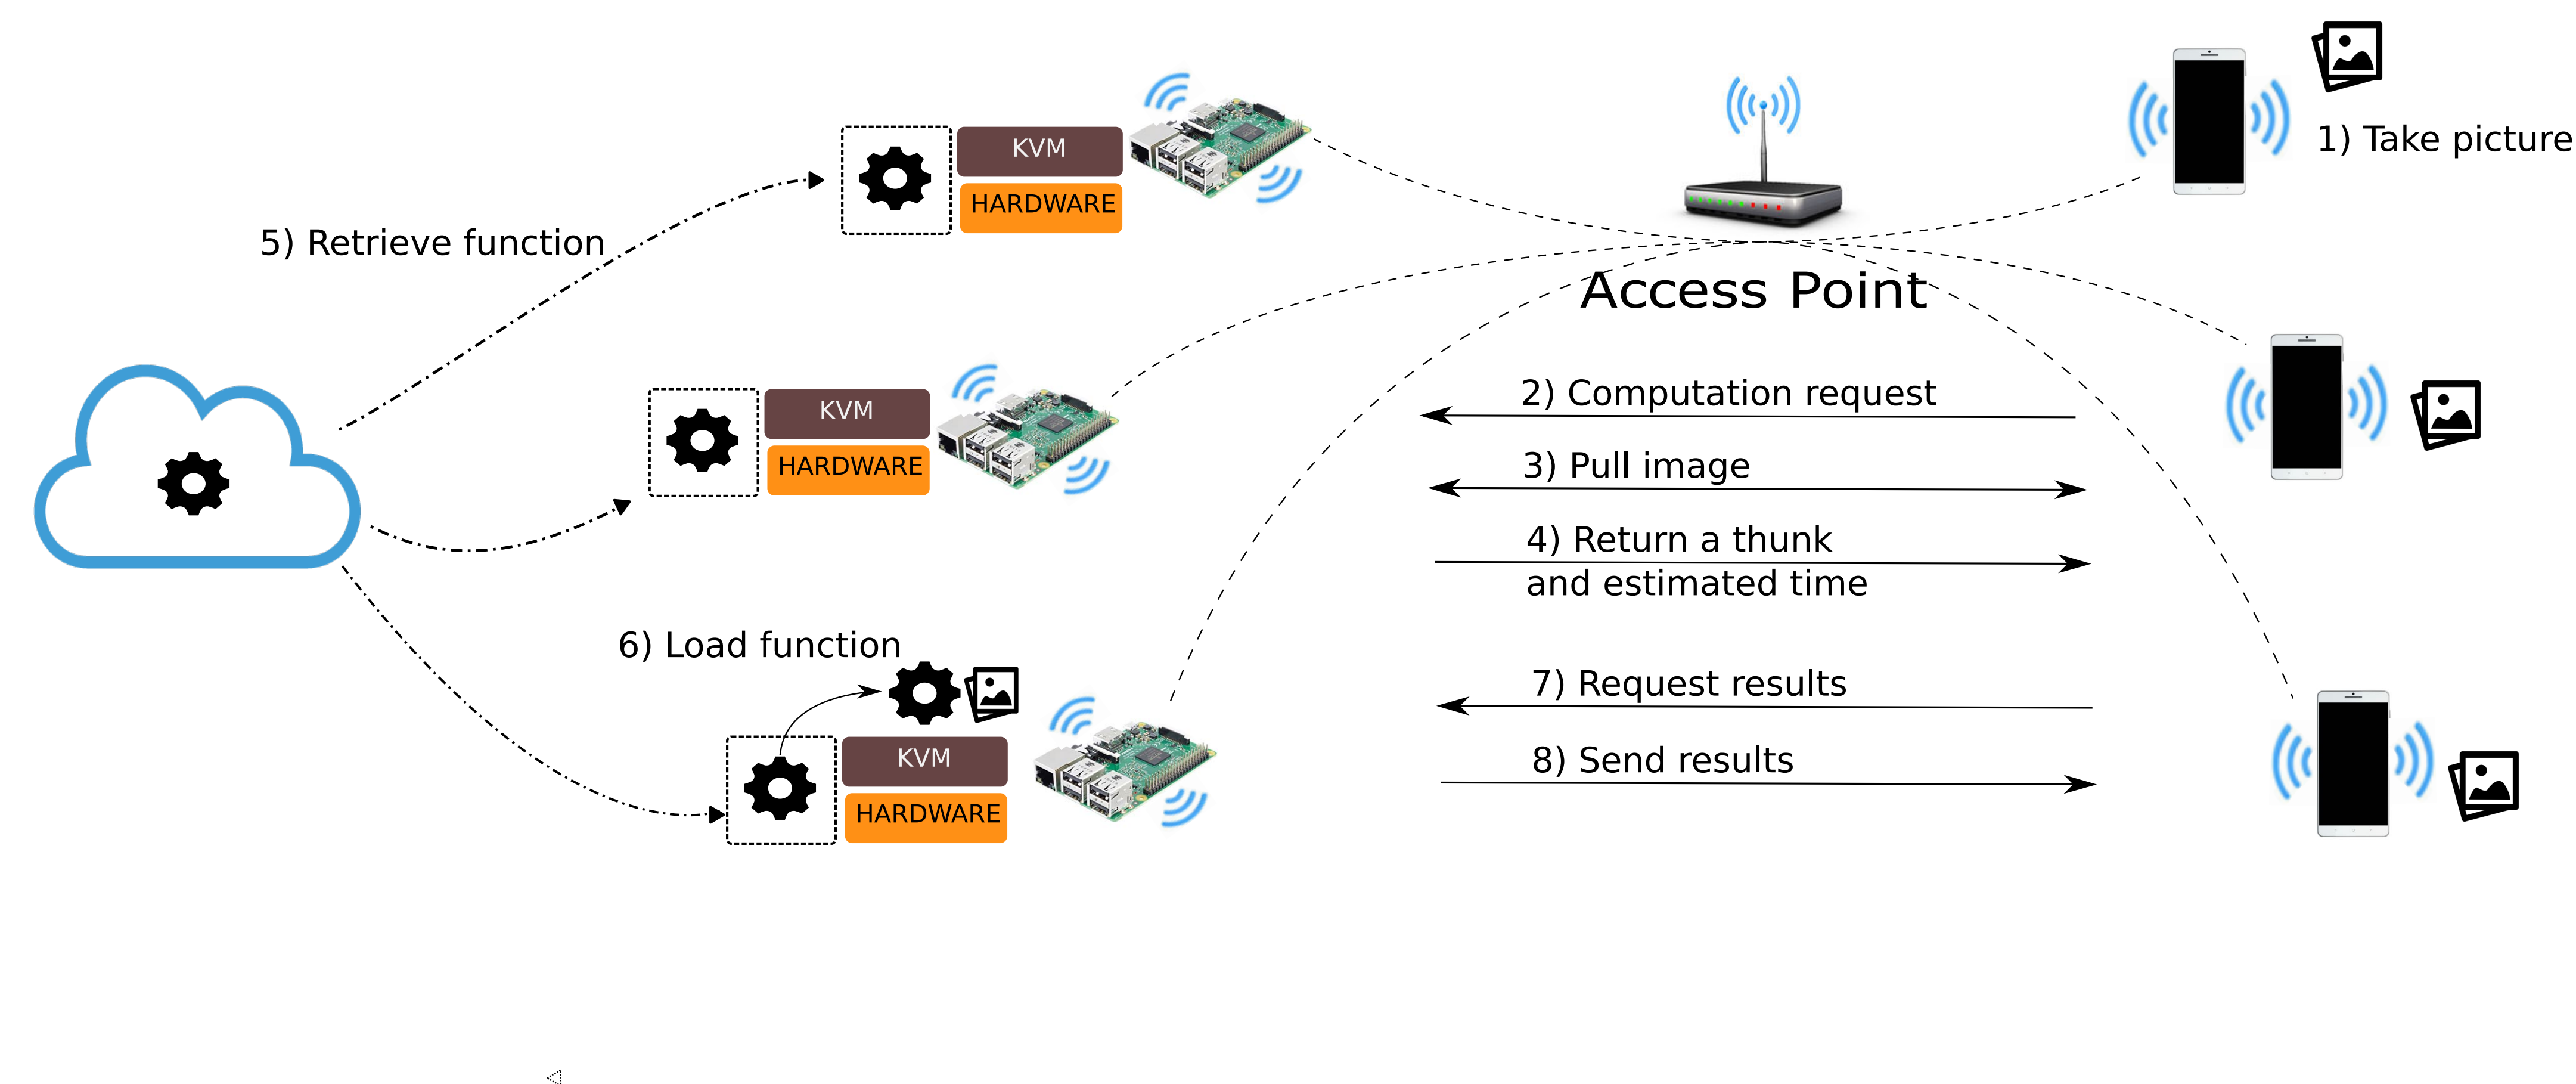 1) Take picture
KVM
HARDWARE
5) Retrieve function
Access Point
KVM
HARDWARE
2) Computation request
3) Pull image
4) Return a thunk
and estimated time
6) Load function
7) Request results
KVM
HARDWARE
8) Send results